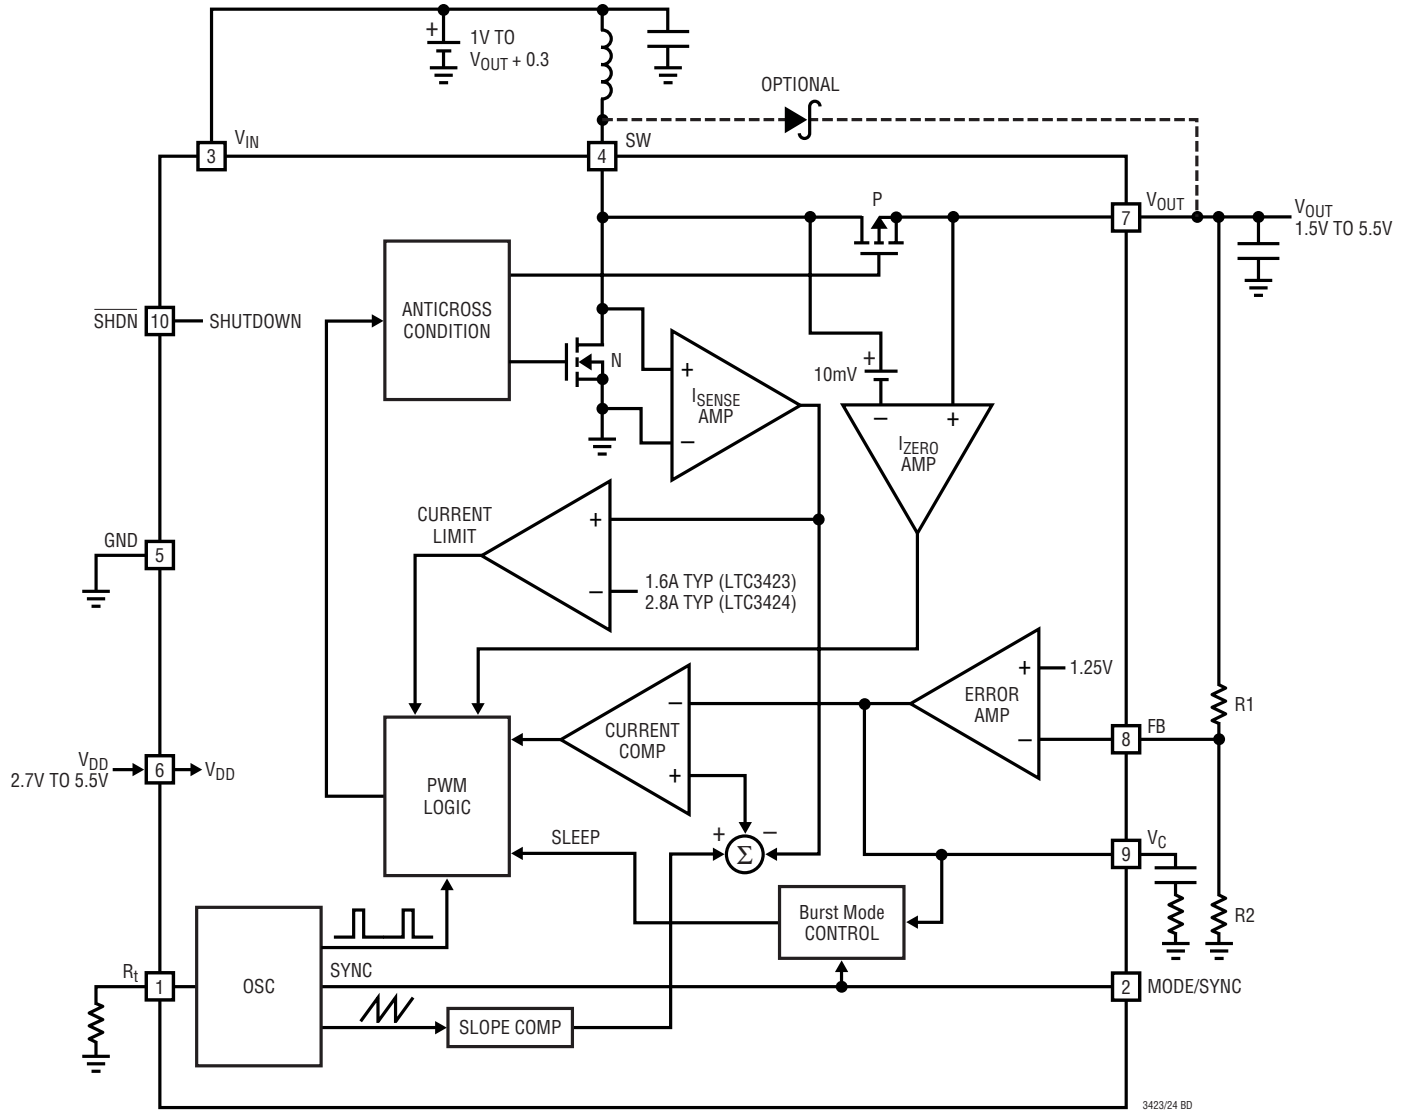 +
1V TO
VOUT + 0.3
OPTIONAL
VIN
3
4
SW
P
7
VOUT
VOUT
1.5V TO 5.5V
SHDN
10
SHUTDOWN
ANTICROSS
CONDITION
N
+
ISENSE
AMP
–
+
10mV
–
+
IZERO
AMP
CURRENT
LIMIT
+
–
1.6A TYP (LTC3423)
2.8A TYP (LTC3424)
GND
5
+
1.25V
ERROR
AMP
–
R1
8
FB
–
CURRENT
COMP
+
VDD
2.7V TO 5.5V
6
VDD
PWM
LOGIC
SLEEP
+
–
Σ
9
VC
Burst Mode
CONTROL
R2
Rt
1
OSC
SYNC
2
MODE/SYNC
SLOPE COMP
3423/24 BD